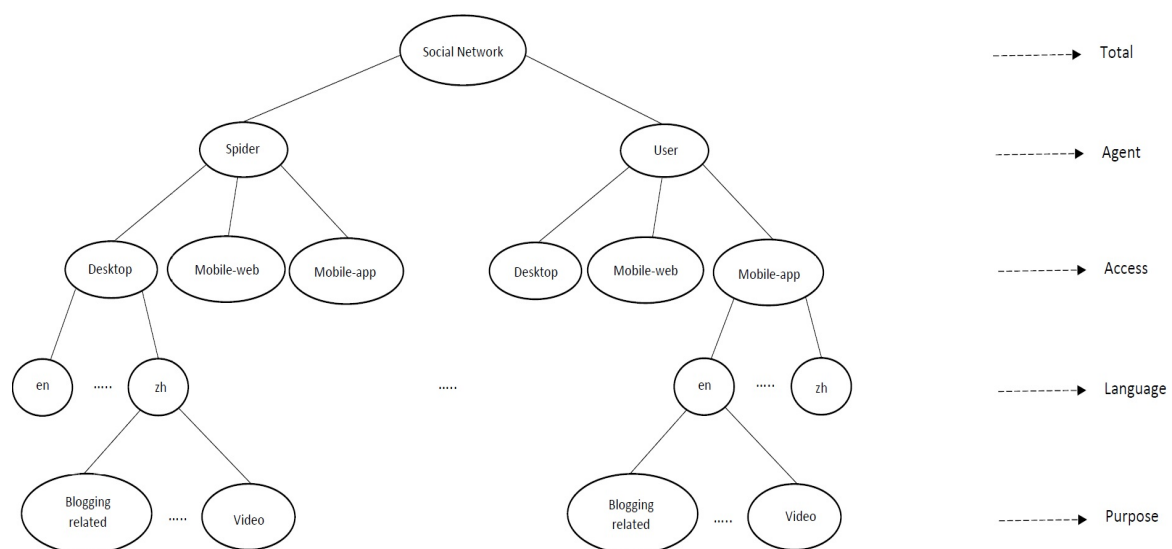 Social Network
Total
Spider
User
Agent
Desktop
Mobile-web
Mobile-app
Desktop
Mobile-web
Mobile-app
Access
en
.....
zh
.....
en
.....
zh
Language
Blogging
related
.....
Video
Blogging
related
.....
Video
Purpose